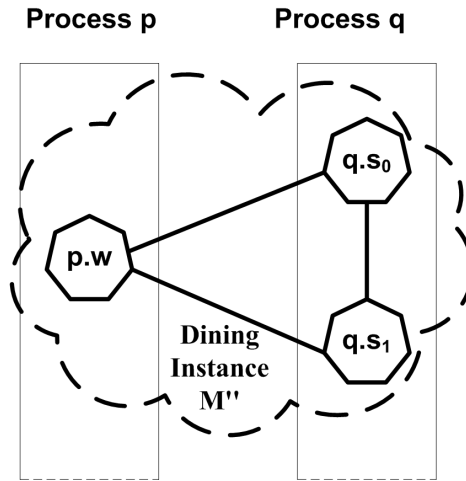 Process p
Process q
q.s₀
p.w
q.s₁
Dining
Instance
M"